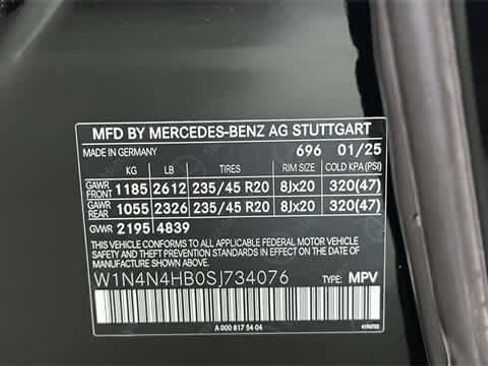 MFD BY MERCEDES-BENZ AG STUTTGART
MADE IN GERMANY 696 01/25
KG LB TIRES RIM SIZE COLD KPA(PSI)
GAWR FRONT 1185 2612 235/45 R20 8Jx20 320(47)
GAWR REAR 1055 2326 235/45 R20 8Jx20 320(47)
GVWR 2195 4839
THIS VEHICLE CONFORMS TO ALL APPLICABLE FEDERAL MOTOR
VEHICLE SAFETY AND THEFT PREVENTION STANDARDS IN
EFFECT ON THE DATE OF MANUFACTURE SHOWN ABOVE.
W1N4N4HB0SJ734076 TYPE: MPV
A 000 817 54 04